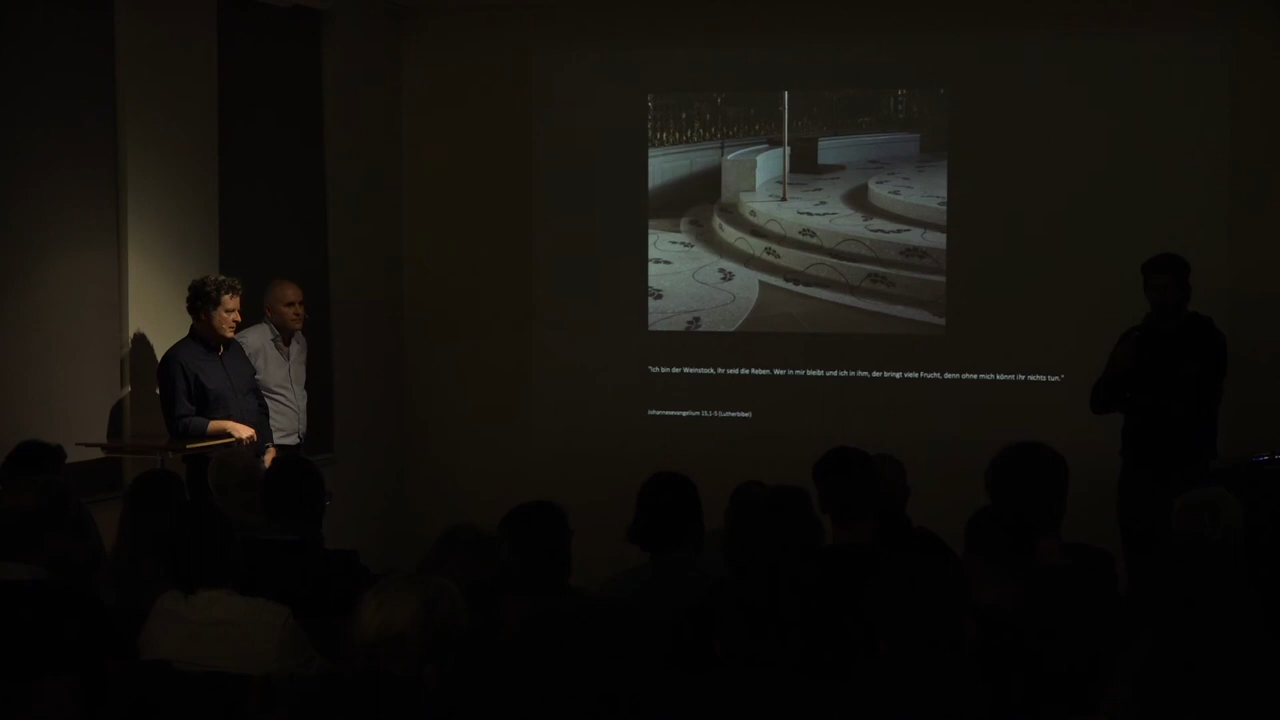 "Ich bin der Weinstock, ihr seid die Reben. Wer in mir bleibt und ich in ihm, der bringt viele Frucht, denn ohne mich könnt ihr nichts tun."
Johannesevangelium 15,1-5 (Lutherbibel)